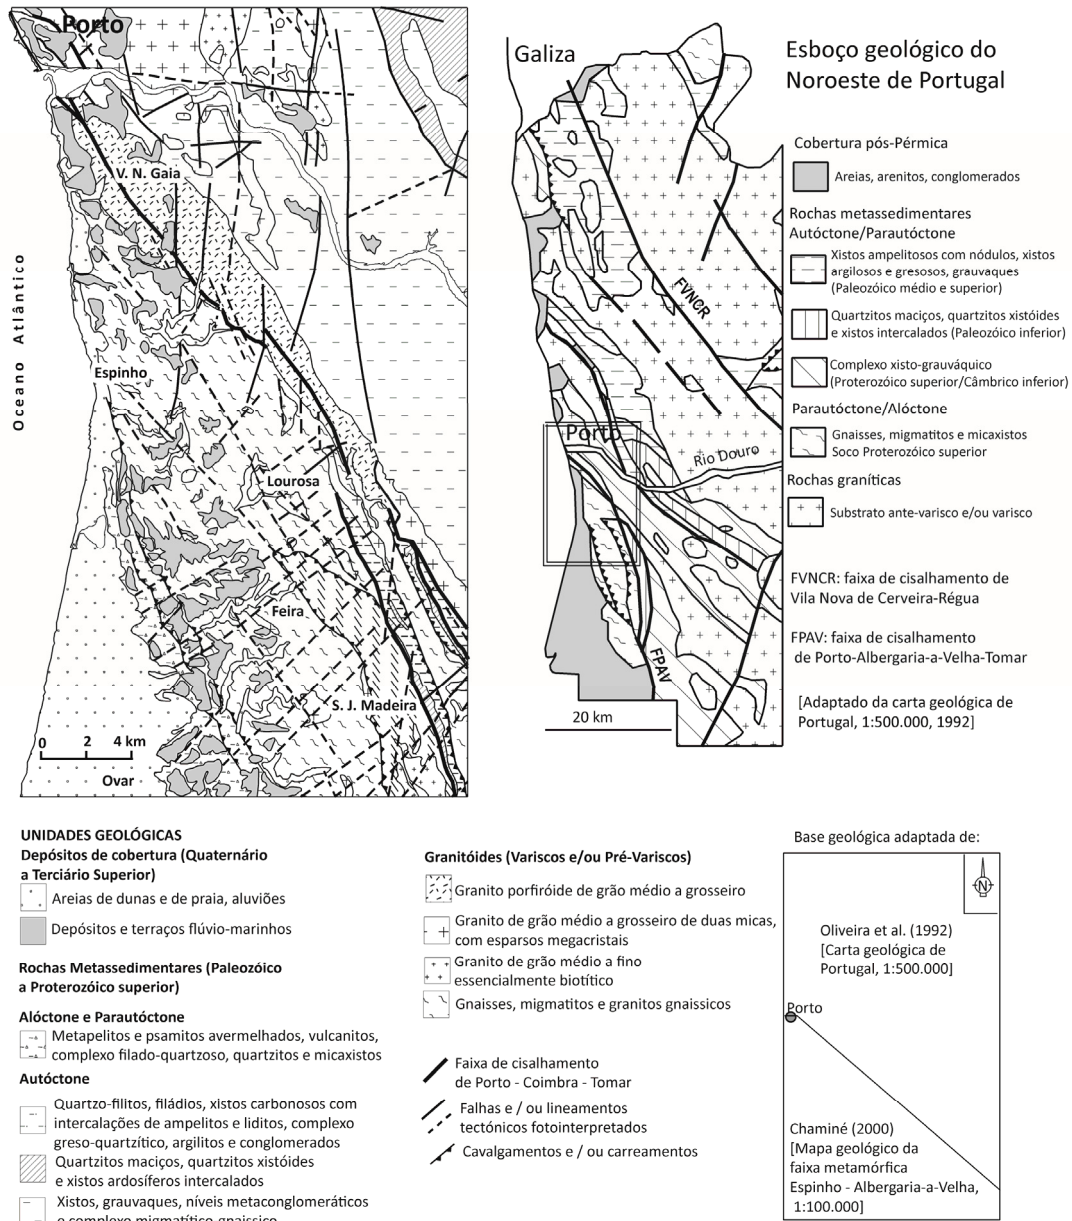 Porto
V. N. Gaia
Oceano Atlântico
Espinho
Lourosa
Feira
S. J. Madeira
0 2 4 km
Ovar
Galiza
Esboço geológico do
Noroeste de Portugal
FVNCR
Porto
Rio Douro
FPAV
20 km
Cobertura pós-Pérmica
Areias, arenitos, conglomerados
Rochas metassedimentares
Autóctone/Parautóctone
Xistos ampelitosos com nódulos, xistos
argilosos e gresosos, grauvaques
(Paleozóico médio e superior)
Quartzitos maciços, quartzitos xistóides
e xistos intercalados (Paleozóico inferior)
Complexo xisto-grauváquico
(Proterozóico superior/Câmbrico inferior)
Parautóctone/Alóctone
Gnaisses, migmatitos e micaxistos
Soco Proterozóico superior
Rochas graníticas
Substrato ante-varisco e/ou varisco
FVNCR: faixa de cisalhamento de
Vila Nova de Cerveira-Régua
FPAV: faixa de cisalhamento
de Porto-Albergaria-a-Velha-Tomar
[Adaptado da carta geológica de
Portugal, 1:500.000, 1992]
UNIDADES GEOLÓGICAS
Depósitos de cobertura (Quaternário
a Terciário Superior)
Areias de dunas e de praia, aluviões
Depósitos e terraços flúvio-marinhos
Rochas Metassedimentares (Paleozóico
a Proterozóico superior)
Alóctone e Parautóctone
Metapelitos e psamitos avermelhados, vulcanitos,
complexo filado-quartzoso, quartzitos e micaxistos
Autóctone
Quartzo-filitos, filádios, xistos carbonosos com
intercalações de ampelitos e liditos, complexo
greso-quartzítico, argilitos e conglomerados
Quartzitos maciços, quartzitos xistóides
e xistos ardosíferos intercalados
Xistos, grauvaques, níveis metaconglomeráticos
e complexo migmatítico-gnaissico
Granitóides (Variscos e/ou Pré-Variscos)
Granito porfiróide de grão médio a grosseiro
Granito de grão médio a grosseiro de duas micas,
com esparsos megacristais
Granito de grão médio a fino
essencialmente biotítico
Gnaisses, migmatitos e granitos gnaissicos
Faixa de cisalhamento
de Porto - Coimbra - Tomar
Falhas e / ou lineamentos
tectónicos fotointerpretados
Cavalgamentos e / ou carreamentos
Base geológica adaptada de:
N
Oliveira et al. (1992)
[Carta geológica de
Portugal, 1:500.000]
Porto
Chaminé (2000)
[Mapa geológico da
faixa metamórfica
Espinho - Albergaria-a-Velha,
1:100.000]